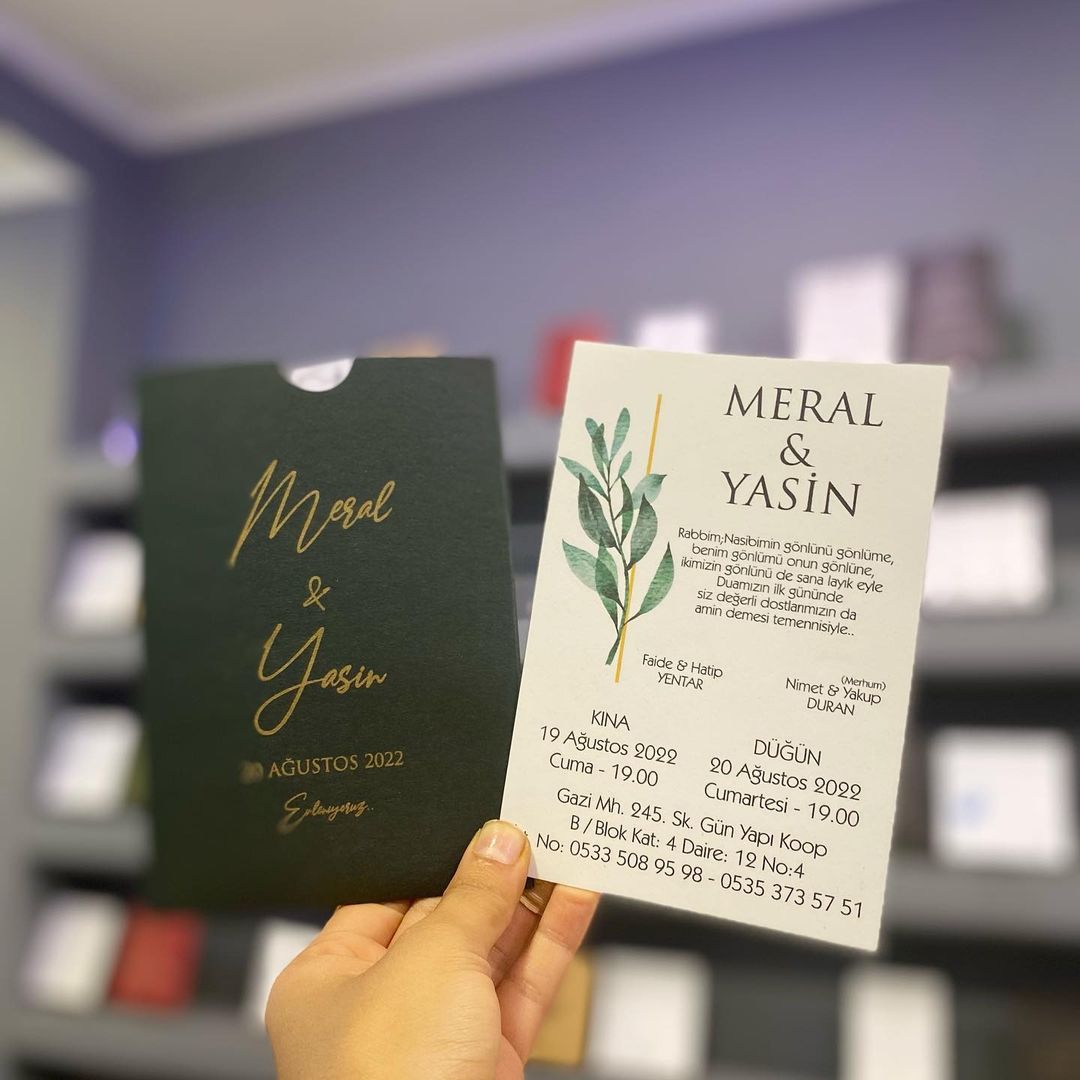 Meral
&
Yasin
20 AĞUSTOS 2022
Evleniyoruz..
MERAL
&
YASİN
Rabbim;Nasibimin gönlünü gönlüme,
benim gönlümü onun gönlüne,
ikimizin gönlünü de sana layık eyle
Duamızın ilk gününde
siz değerli dostlarımızın da
amin demesi temennisiyle..
Faide & Hatip
YENTAR
(Merhum)
Nimet & Yakup
DURAN
KINA
19 Ağustos 2022
Cuma - 19.00
DÜĞÜN
20 Ağustos 2022
Cumartesi - 19.00
Gazi Mh. 245. Sk. Gün Yapı Koop
B / Blok Kat: 4 Daire: 12 No:4
No: 0533 508 95 98 - 0535 373 57 51